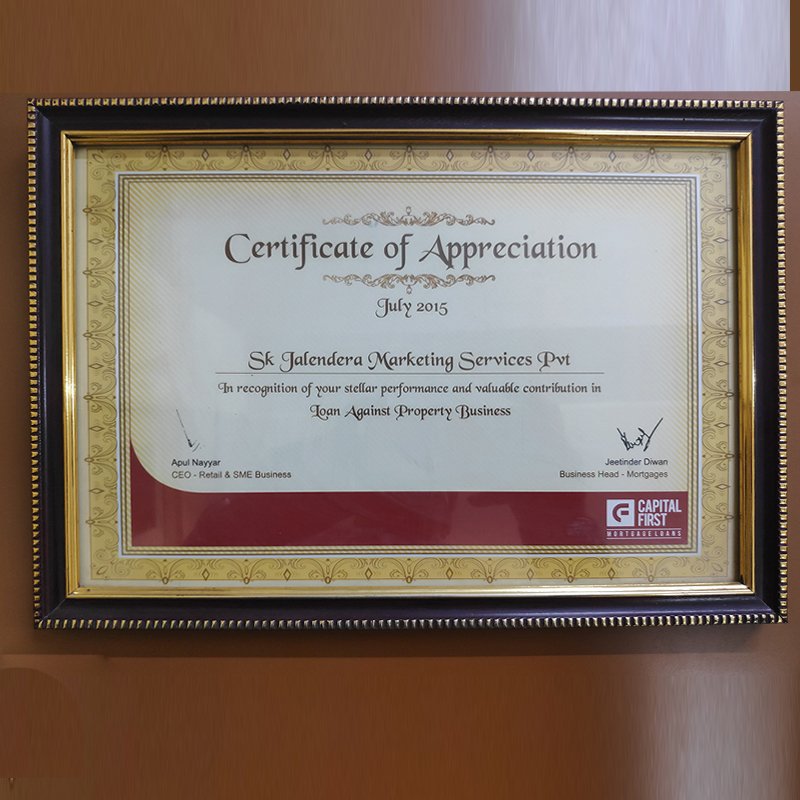 Certificate of Appreciation
July 2015
Sk Jalendera Marketing Services Pvt
In recognition of your stellar performance and valuable contribution in
Loan Against Property Business
Apul Nayyar
CEO - Retail & SME Business
Jeetinder Diwan
Business Head - Mortgages
CAPITAL
FIRST
MORTGAGE LOANS